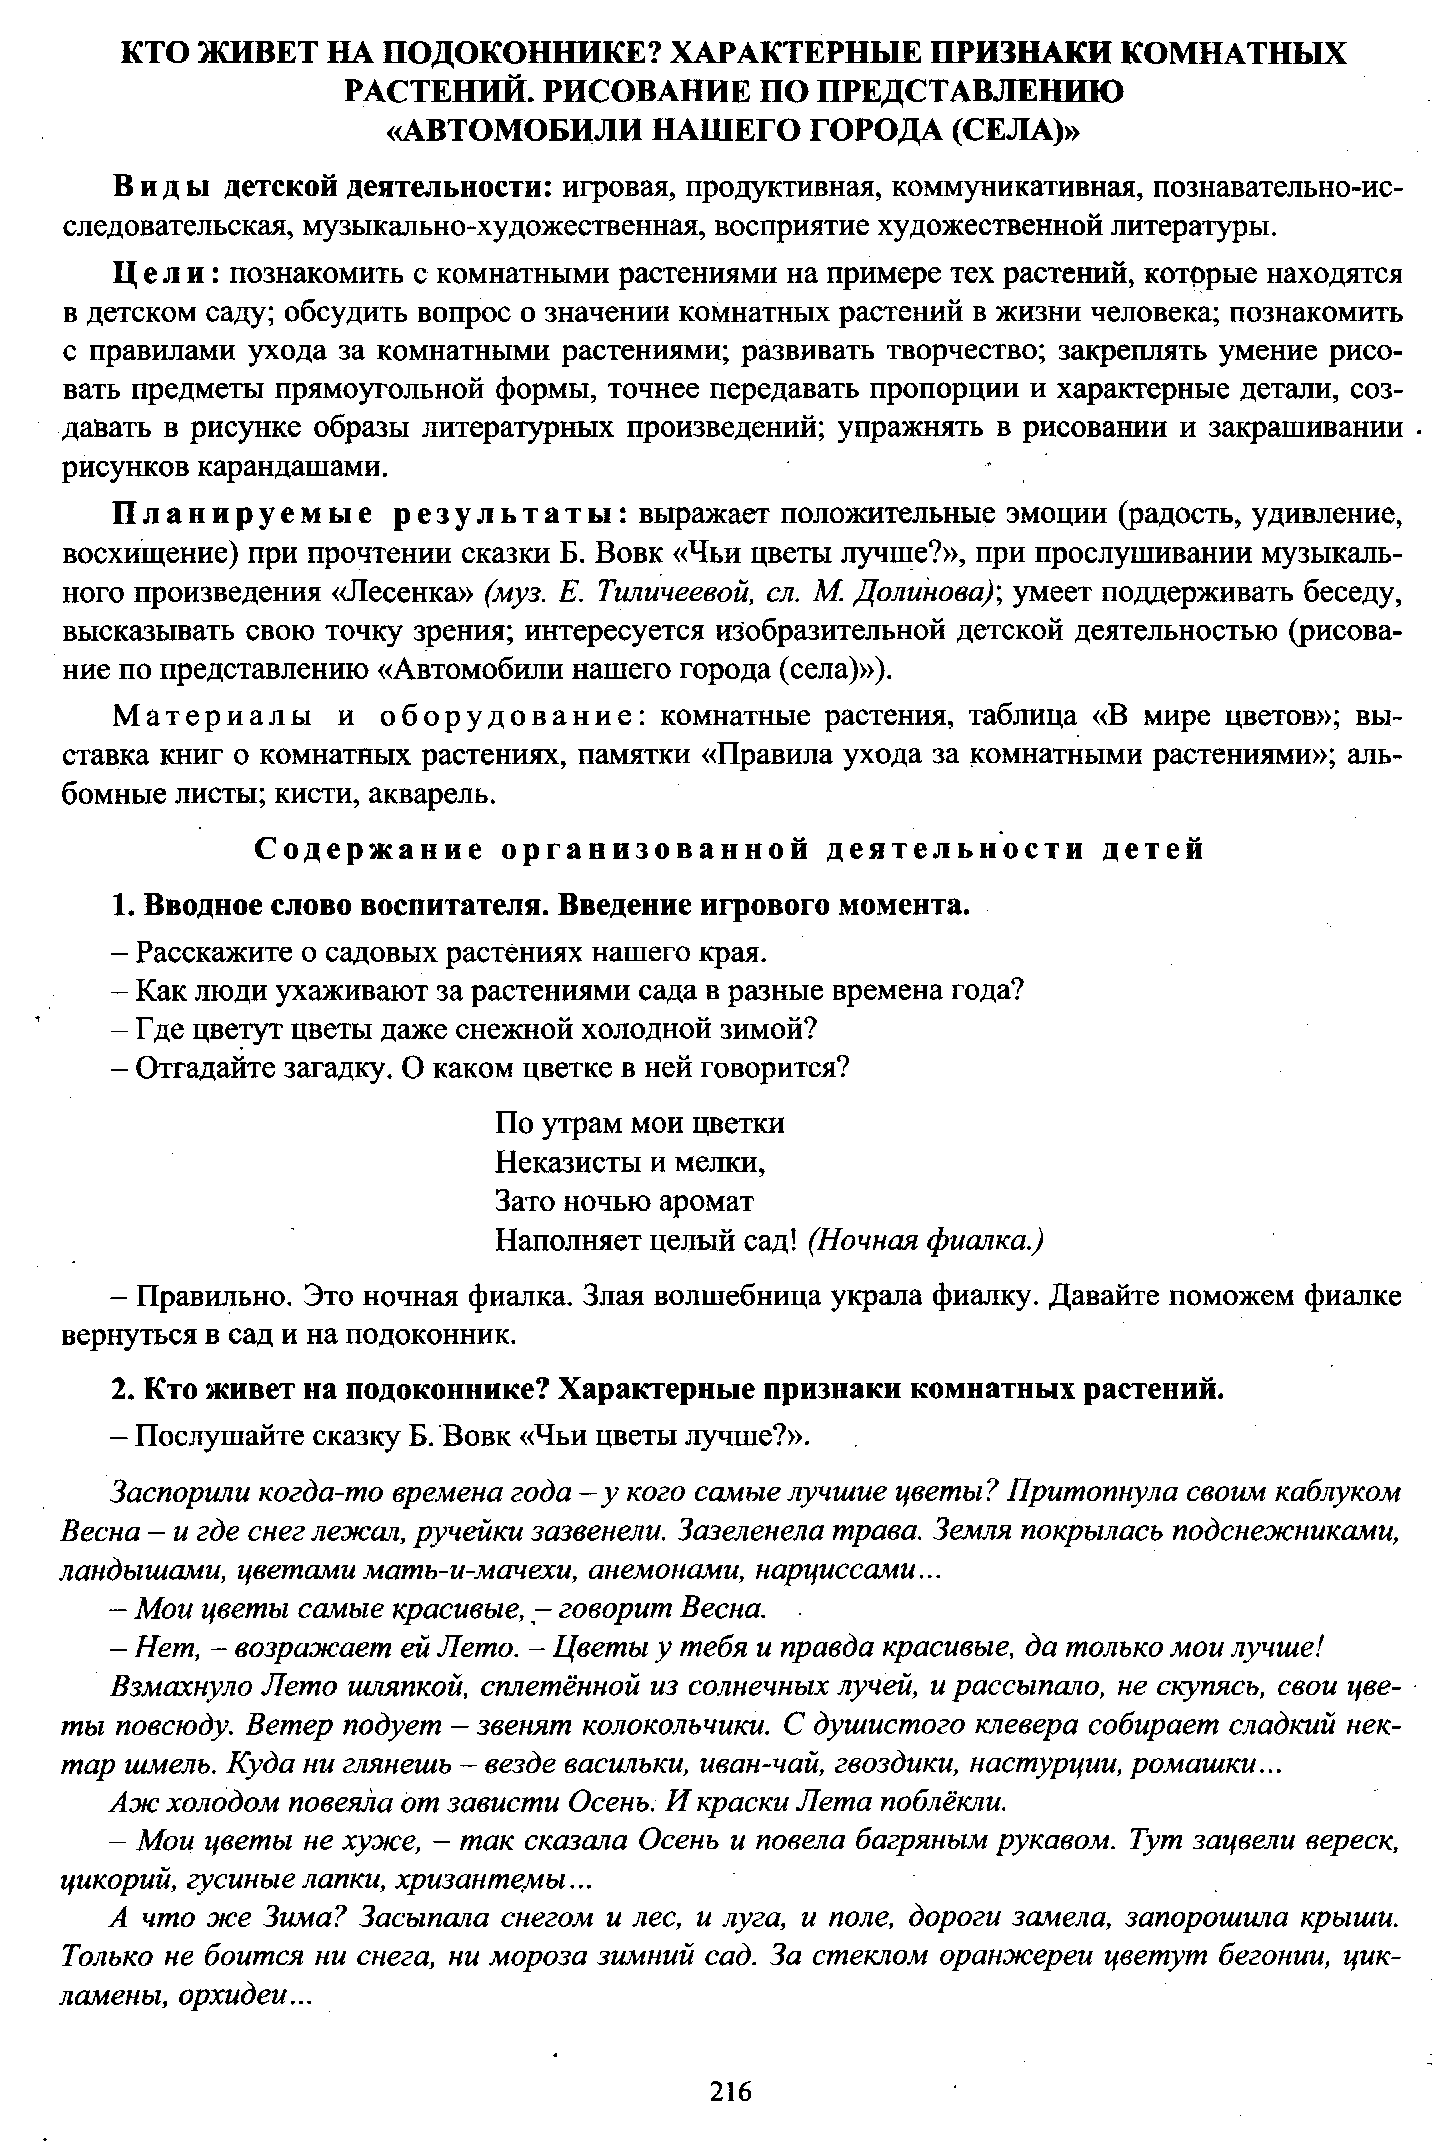 КТО ЖИВЕТ НА ПОДОКОННИКЕ? ХАРАКТЕРНЫЕ ПРИЗНАКИ КОМНАТНЫХ
РАСТЕНИЙ. РИСОВАНИЕ ПО ПРЕДСТАВЛЕНИЮ
«АВТОМОБИЛИ НАШЕГО ГОРОДА (СЕЛА)»
Виды детской деятельности: игровая, продуктивная, коммуникативная, познавательно-ис-
следовательская, музыкально-художественная, восприятие художественной литературы.
Цели: познакомить с комнатными растениями на примере тех растений, которые находятся
в детском саду; обсудить вопрос о значении комнатных растений в жизни человека; познакомить
с правилами ухода за комнатными растениями; развивать творчество; закреплять умение рисо-
вать предметы прямоугольной формы, точнее передавать пропорции и характерные детали, соз-
давать в рисунке образы литературных произведений; упражнять в рисовании и закрашивании
рисунков карандашами.
Планируемые результаты: выражает положительные эмоции (радость, удивление,
восхищение) при прочтении сказки Б. Вовк «Чьи цветы лучше?», при прослушивании музыкаль-
ного произведения «Лесенка» (муз. Е. Тиличеевой, сл. М. Долинова); умеет поддерживать беседу,
высказывать свою точку зрения; интересуется изобразительной детской деятельностью (рисова-
ние по представлению «Автомобили нашего города (села)»).
Материалы и оборудование: комнатные растения, таблица «В мире цветов»; вы-
ставка книг о комнатных растениях, памятки «Правила ухода за комнатными растениями»; аль-
бомные листы; кисти, акварель.
Содержание организованной деятельности детей
1. Вводное слово воспитателя. Введение игрового момента.
– Расскажите о садовых растениях нашего края.
– Как люди ухаживают за растениями сада в разные времена года?
– Где цветут цветы даже снежной холодной зимой?
– Отгадайте загадку. О каком цветке в ней говорится?
По утрам мои цветки
Неказисты и мелки,
Зато ночью аромат
Наполняет целый сад! (Ночная фиалка.)
– Правильно. Это ночная фиалка. Злая волшебница украла фиалку. Давайте поможем фиалке
вернуться в сад и на подоконник.
2. Кто живет на подоконнике? Характерные признаки комнатных растений.
– Послушайте сказку Б. Вовк «Чьи цветы лучше?».
Заспорили когда-то времена года – у кого самые лучшие цветы? Притопнула своим каблуком
Весна – и где снег лежал, ручейки зазвенели. Зазеленела трава. Земля покрылась подснежниками,
ландышами, цветами мать-и-мачехи, анемонами, нарциссами...
– Мои цветы самые красивые, – говорит Весна.
– Нет, – возражает ей Лето. – Цветы у тебя и правда красивые, да только мои лучше!
Взмахнуло Лето шляпкой, сплетённой из солнечных лучей, и рассыпало, не скупясь, свои цве-
ты повсюду. Ветер подует – звенят колокольчики. С душистого клевера собирает сладкий нек-
тар шмель. Куда ни глянешь – везде васильки, иван-чай, гвоздики, настурции, ромашки...
Аж холодом повеяла от зависти Осень. И краски Лета поблёкли.
– Мои цветы не хуже, – так сказала Осень и повела багряным рукавом. Тут зацвели вереск,
цикорий, гусиные лапки, хризантемы...
А что же Зима? Засыпала снегом и лес, и луга, и поле, дороги замела, запорошила крыши.
Только не боится ни снега, ни мороза зимний сад. За стеклом оранжереи цветут бегонии, цик-
ламены, орхидеи...
216